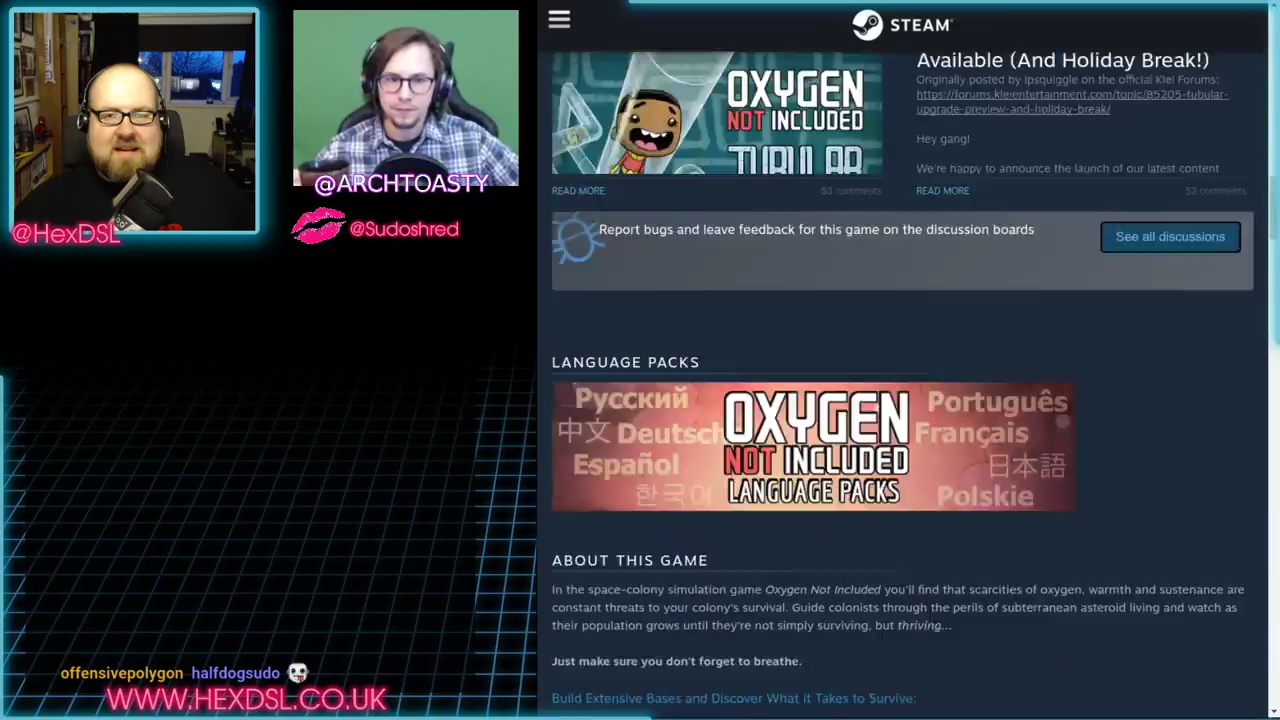 @HexDSL
@ARCHTOASTY
@Sudoshred
offensivepolygon halfdogsudo
WWW.HEXDSL.CO.UK
STEAM
OXYGEN
NOT INCLUDED
TUBULAR
READ MORE
53 comments
Available (And Holiday Break!)
Originally posted by Ipsquiggle on the official Klei Forums:
https://forums.kleientertainment.com/topic/85205-tubular-
upgrade-preview-and-holiday-break/
Hey gang!
We're happy to announce the launch of our latest content
READ MORE
53 comments
Report bugs and leave feedback for this game on the discussion boards
See all discussions
LANGUAGE PACKS
Русский
中文 Deutsch
Español
한국어
OXYGEN
NOT INCLUDED
LANGUAGE PACKS
Português
Français
日本語
Polskie
ABOUT THIS GAME
In the space-colony simulation game Oxygen Not Included you'll find that scarcities of oxygen, warmth and sustenance are
constant threats to your colony's survival. Guide colonists through the perils of subterranean asteroid living and watch as
their population grows until they're not simply surviving, but thriving...
Just make sure you don't forget to breathe.
Build Extensive Bases and Discover What it Takes to Survive: